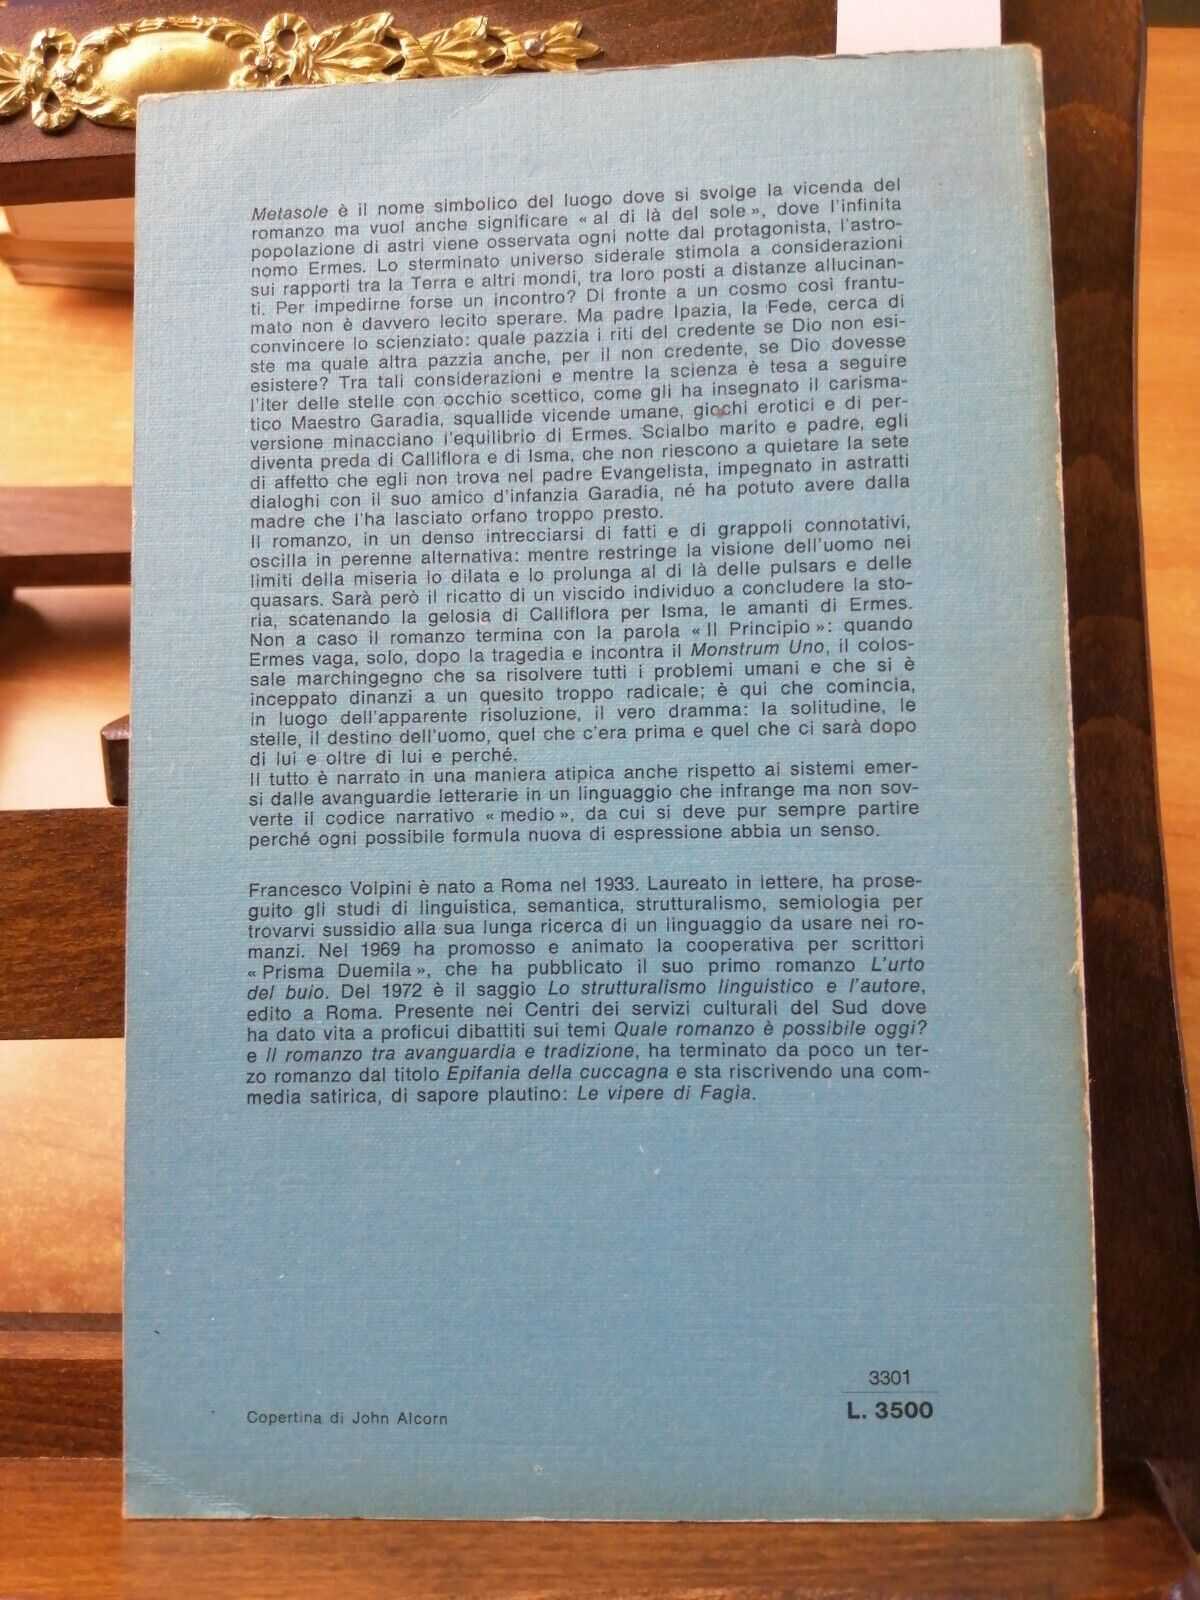 Metasole è il nome simbolico del luogo dove si svolge la vicenda del
romanzo ma vuol anche significare « al di là del sole », dove l'infinita
popolazione di astri viene osservata ogni notte dal protagonista, l'astro-
nomo Ermes. Lo sterminato universo siderale stimola a considerazioni
sui rapporti tra la Terra e altri mondi, tra loro posti a distanze allucinan-
ti. Per impedirne forse un incontro? Di fronte a un cosmo così frantu-
mato non è davvero lecito sperare. Ma padre Ipazia, la Fede, cerca di
convincere lo scienziato: quale pazzia i riti del credente se Dio non esi-
ste ma quale altra pazzia anche, per il non credente, se Dio dovesse
esistere? Tra tali considerazioni e mentre la scienza è tesa a seguire
l'iter delle stelle con occhio scettico, come gli ha insegnato il carisma-
tico Maestro Garadia, squallide vicende umane, giochi erotici e di per-
versione minacciano l'equilibrio di Ermes. Scialbo marito e padre, egli
diventa preda di Calliflora e di Isma, che non riescono a quietare la sete
di affetto che egli non trova nel padre Evangelista, impegnato in astratti
dialoghi con il suo amico d'infanzia Garadia, né ha potuto avere dalla
madre che l'ha lasciato orfano troppo presto.
Il romanzo, in un denso intrecciarsi di fatti e di grappoli connotativi,
oscilla in perenne alternativa: mentre restringe la visione dell'uomo nei
limiti della miseria lo dilata e lo prolunga al di là delle pulsars e delle
quasars. Sarà però il ricatto di un viscido individuo a concludere la sto-
ria, scatenando la gelosia di Calliflora per Isma, le amanti di Ermes.
Non a caso il romanzo termina con la parola « Il Principio »: quando
Ermes vaga, solo, dopo la tragedia e incontra il Monstrum Uno, il colos-
sale marchingegno che sa risolvere tutti i problemi umani e che si è
inceppato dinanzi a un quesito troppo radicale; è qui che comincia,
in luogo dell'apparente risoluzione, il vero dramma: la solitudine, le
stelle, il destino dell'uomo, quel che c'era prima e quel che ci sarà dopo
di lui e oltre di lui e perché.
Il tutto è narrato in una maniera atipica anche rispetto ai sistemi emer-
si dalle avanguardie letterarie in un linguaggio che infrange ma non sov-
verte il codice narrativo « medio », da cui si deve pur sempre partire
perché ogni possibile formula nuova di espressione abbia un senso.
Francesco Volpini è nato a Roma nel 1933. Laureato in lettere, ha prose-
guito gli studi di linguistica, semantica, strutturalismo, semiologia per
trovarvi sussidio alla sua lunga ricerca di un linguaggio da usare nei ro-
manzi. Nel 1969 ha promosso e animato la cooperativa per scrittori
« Prisma Duemila », che ha pubblicato il suo primo romanzo L'urto
del buio. Del 1972 è il saggio Lo strutturalismo linguistico e l'autore,
edito a Roma. Presente nei Centri dei servizi culturali del Sud dove
ha dato vita a proficui dibattiti sui temi Quale romanzo è possibile oggi?
e Il romanzo tra avanguardia e tradizione, ha terminato da poco un ter-
zo romanzo dal titolo Epifania della cuccagna e sta riscrivendo una com-
media satirica, di sapore plautino: Le vipere di Fagìa.
3301
L. 3500
Copertina di John Alcorn